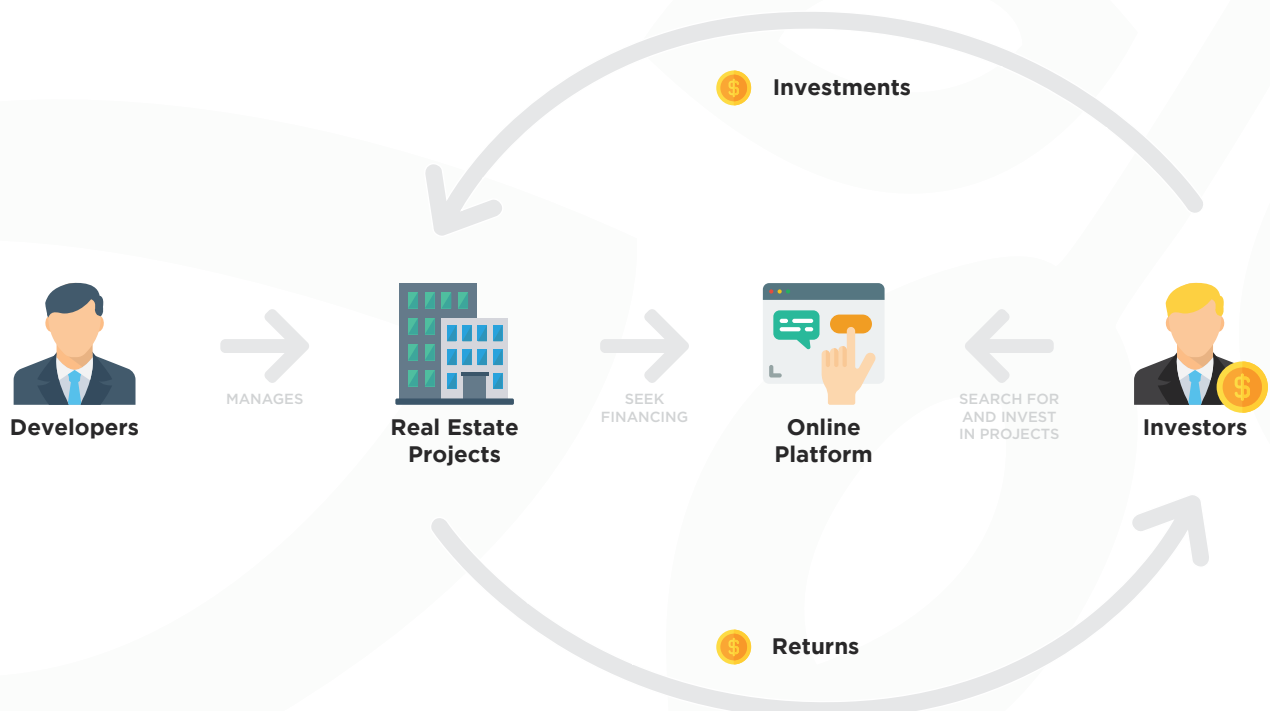 Investments
MANAGES
SEEK
FINANCING
SEARCH FOR
AND INVEST
IN PROJECTS
Developers
Real Estate
Projects
Online
Platform
Investors
Returns